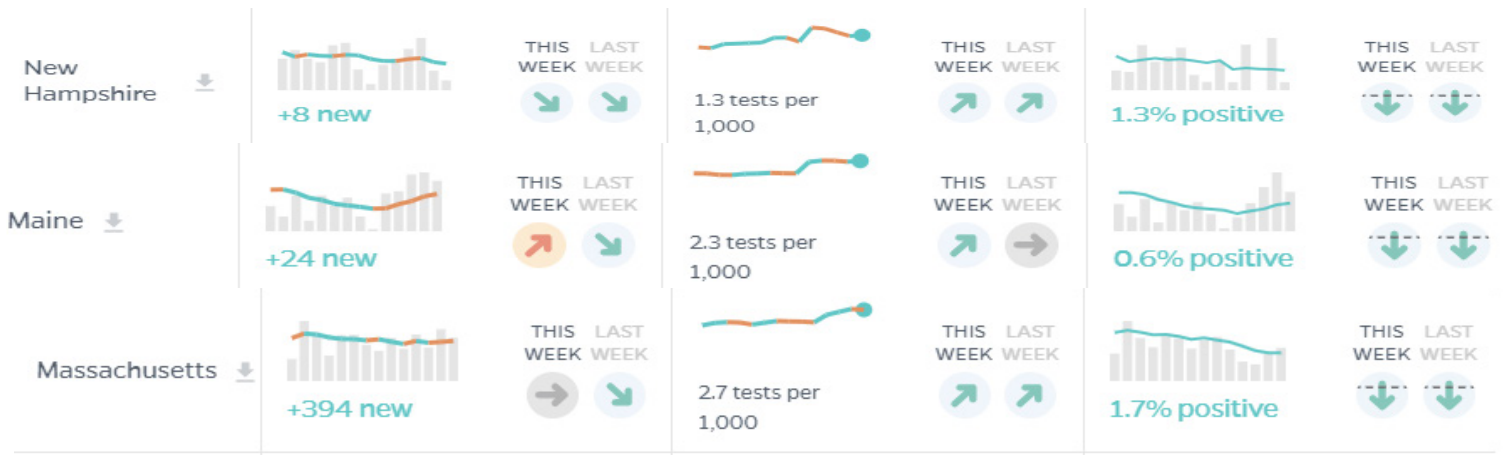 New
Hampshire
+8 new
THIS LAST
WEEK WEEK
1.3 tests per
1,000
THIS LAST
WEEK WEEK
1.3% positive
THIS LAST
WEEK WEEK
Maine
+24 new
THIS LAST
WEEK WEEK
2.3 tests per
1,000
THIS LAST
WEEK WEEK
0.6% positive
THIS LAST
WEEK WEEK
Massachusetts
+394 new
THIS LAST
WEEK WEEK
2.7 tests per
1,000
THIS LAST
WEEK WEEK
1.7% positive
THIS LAST
WEEK WEEK